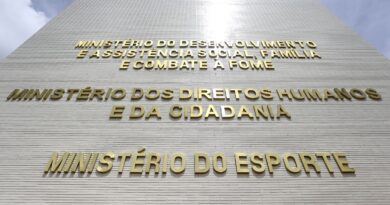 MINISTÉRIO DO DESENVOLVIMENTO
E ASSISTÊNCIA SOCIAL, FAMÍLIA
E COMBATE À FOME
MINISTÉRIO DOS DIREITOS HUMANOS
E DA CIDADANIA
MINISTÉRIO DO ESPORTE